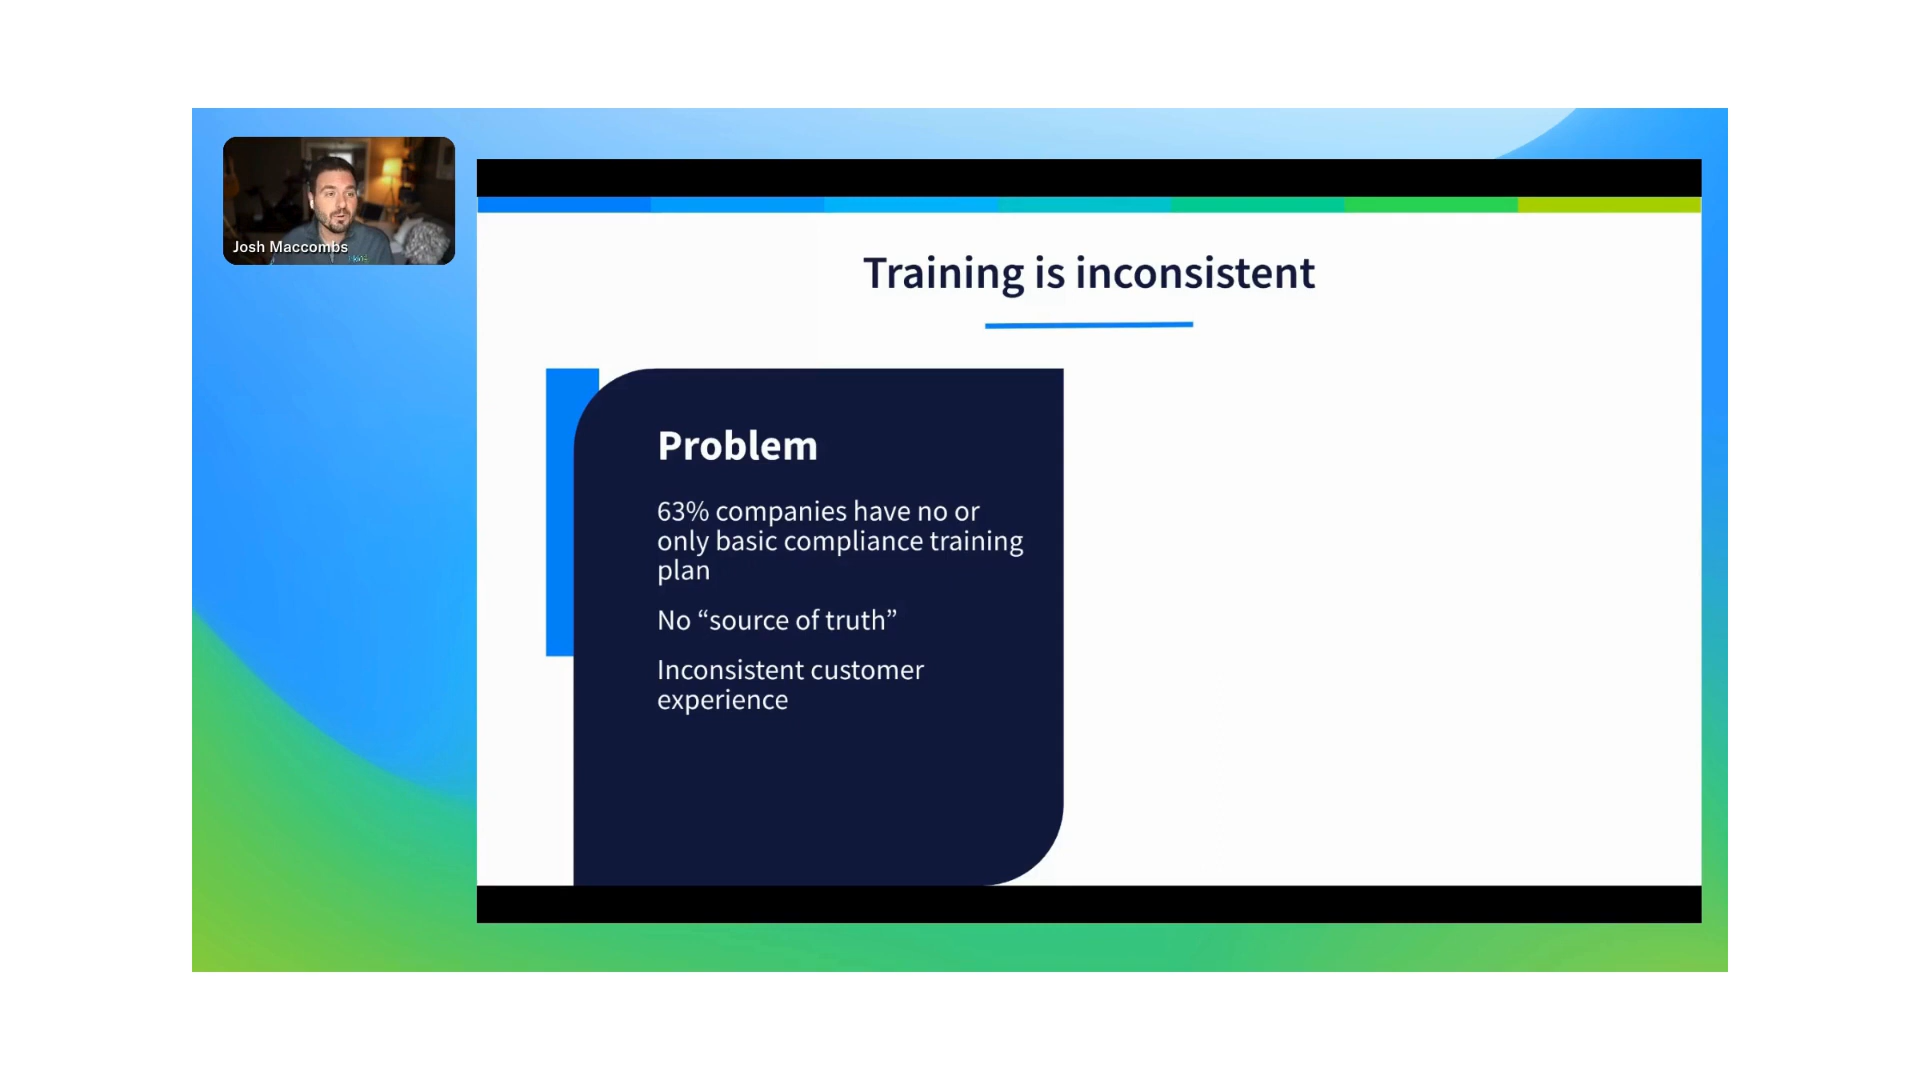 Josh Maccombs
Training is inconsistent
Problem
63% companies have no or
only basic compliance training
plan
No “source of truth”
Inconsistent customer
experience